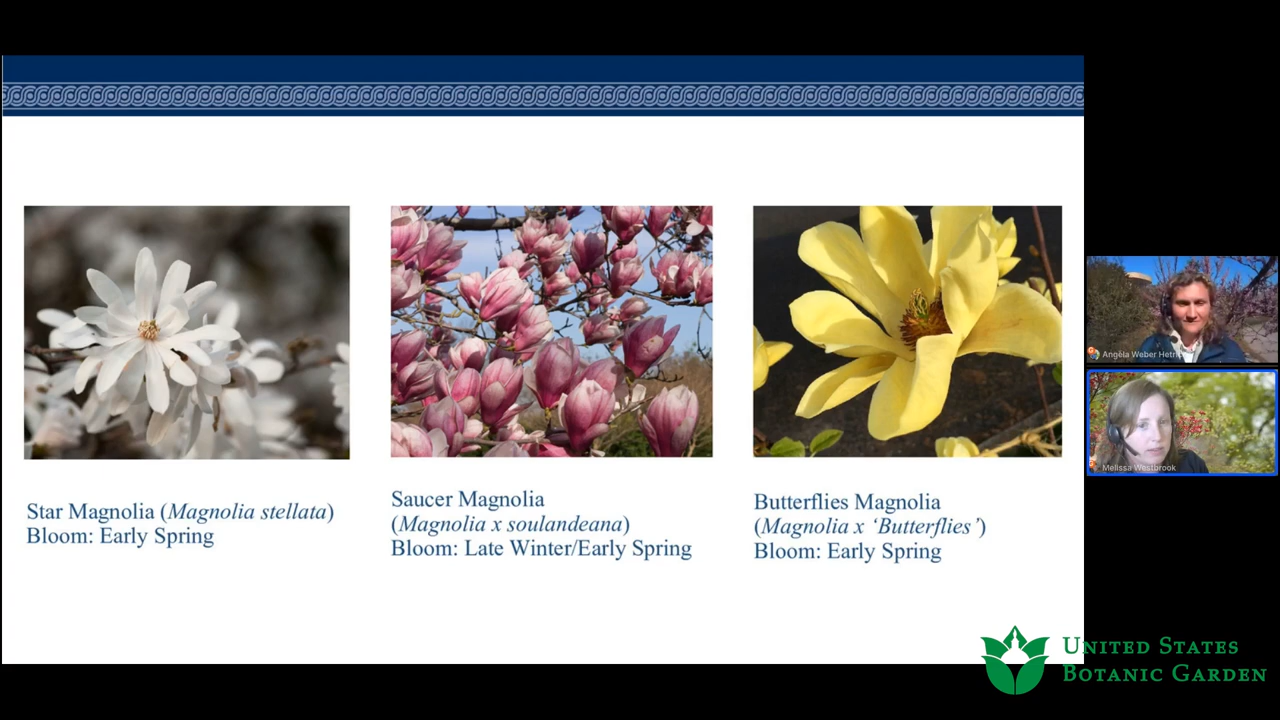 Star Magnolia (Magnolia stellata)
Bloom: Early Spring
Saucer Magnolia
(Magnolia x soulandeana)
Bloom: Late Winter/Early Spring
Butterflies Magnolia
(Magnolia x ‘Butterflies’)
Bloom: Early Spring
Angela Weber
Melissa Westbrook
United States
Botanic Garden